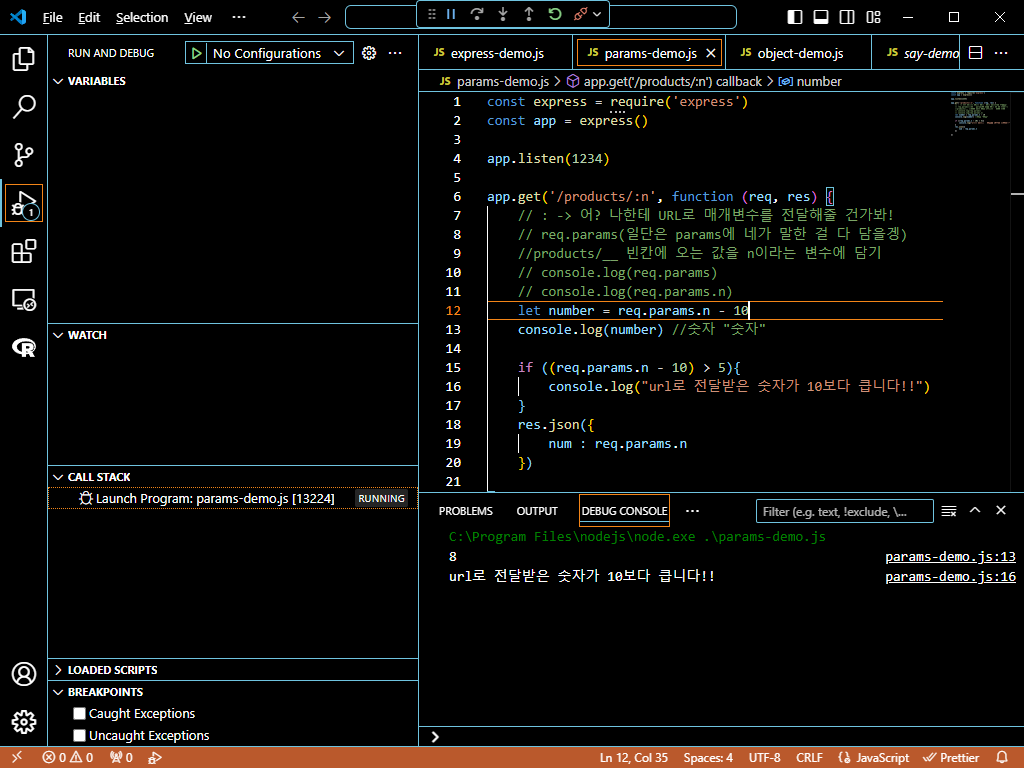 File Edit Selection View ···
RUN AND DEBUG No Configurations ···
VARIABLES
WATCH
CALL STACK
Launch Program: params-demo.js [13224] RUNNING
LOADED SCRIPTS
BREAKPOINTS
Caught Exceptions
Uncaught Exceptions
JS express-demo.js JS params-demo.js JS object-demo.js JS say-demo ···
JS params-demo.js > app.get('/products/:n') callback > number
1 const express = require('express')
2 const app = express()
3
4 app.listen(1234)
5
6 app.get('/products/:n', function (req, res) {
7 // : -> 어? 나한테 URL로 매개변수를 전달해줄 건가봐!
8 // req.params(일단은 params에 네가 말한 걸 다 담을겡)
9 //products/__ 빈칸에 오는 값을 n이라는 변수에 담기
10 // console.log(req.params)
11 // console.log(req.params.n)
12 let number = req.params.n - 10
13 console.log(number) //숫자 "숫자"
14
15 if ((req.params.n - 10) > 5){
16 console.log("url로 전달받은 숫자가 10보다 큽니다!!")
17 }
18 res.json({
19 num : req.params.n
20 })
21
PROBLEMS OUTPUT DEBUG CONSOLE ··· Filter (e.g. text, !exclude, \...
C:\Program Files\nodejs\node.exe .\params-demo.js
8 params-demo.js:13
url로 전달받은 숫자가 10보다 큽니다!! params-demo.js:16
1
0 0 0 Ln 12, Col 35 Spaces: 4 UTF-8 CRLF JavaScript Prettier